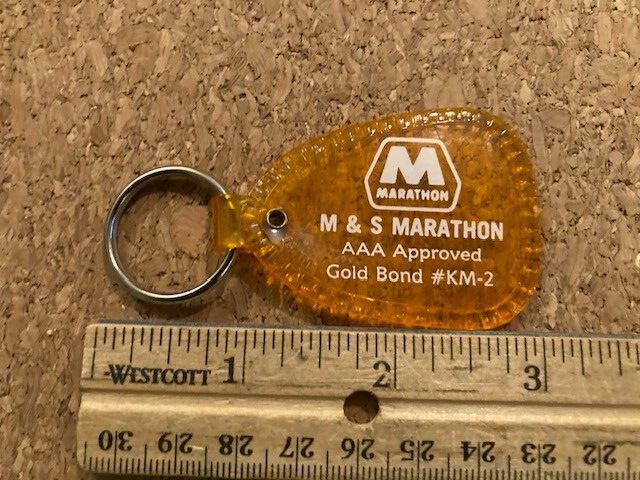 M
MARATHON
M & S MARATHON
AAA Approved
Gold Bond #KM-2
1 2 3
WESTCOTT
30 29 28 27 26 25 24 23 22